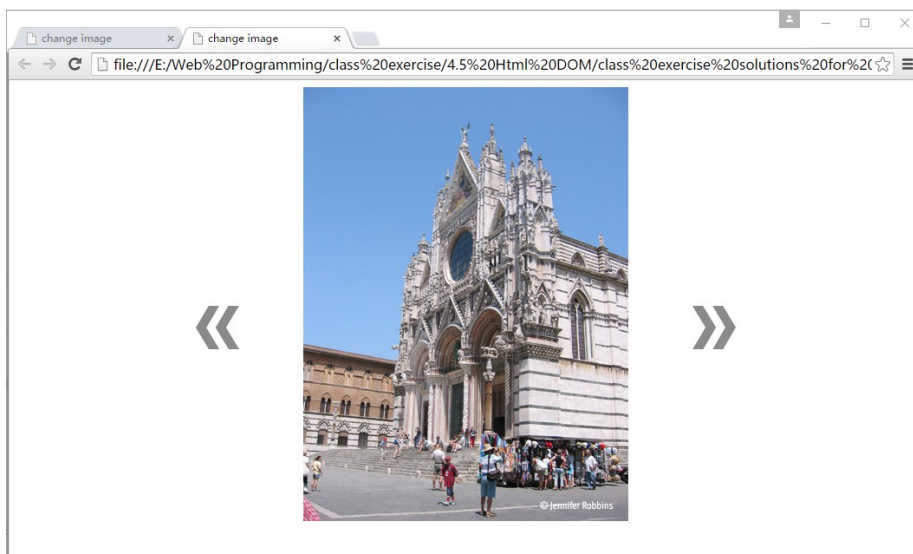 change image
change image
file:///E:/Web%20Programming/class%20exercise/4.5%20Html%20DOM/class%20exercise%20solutions%20for%20
« »
© Jennifer Robbins